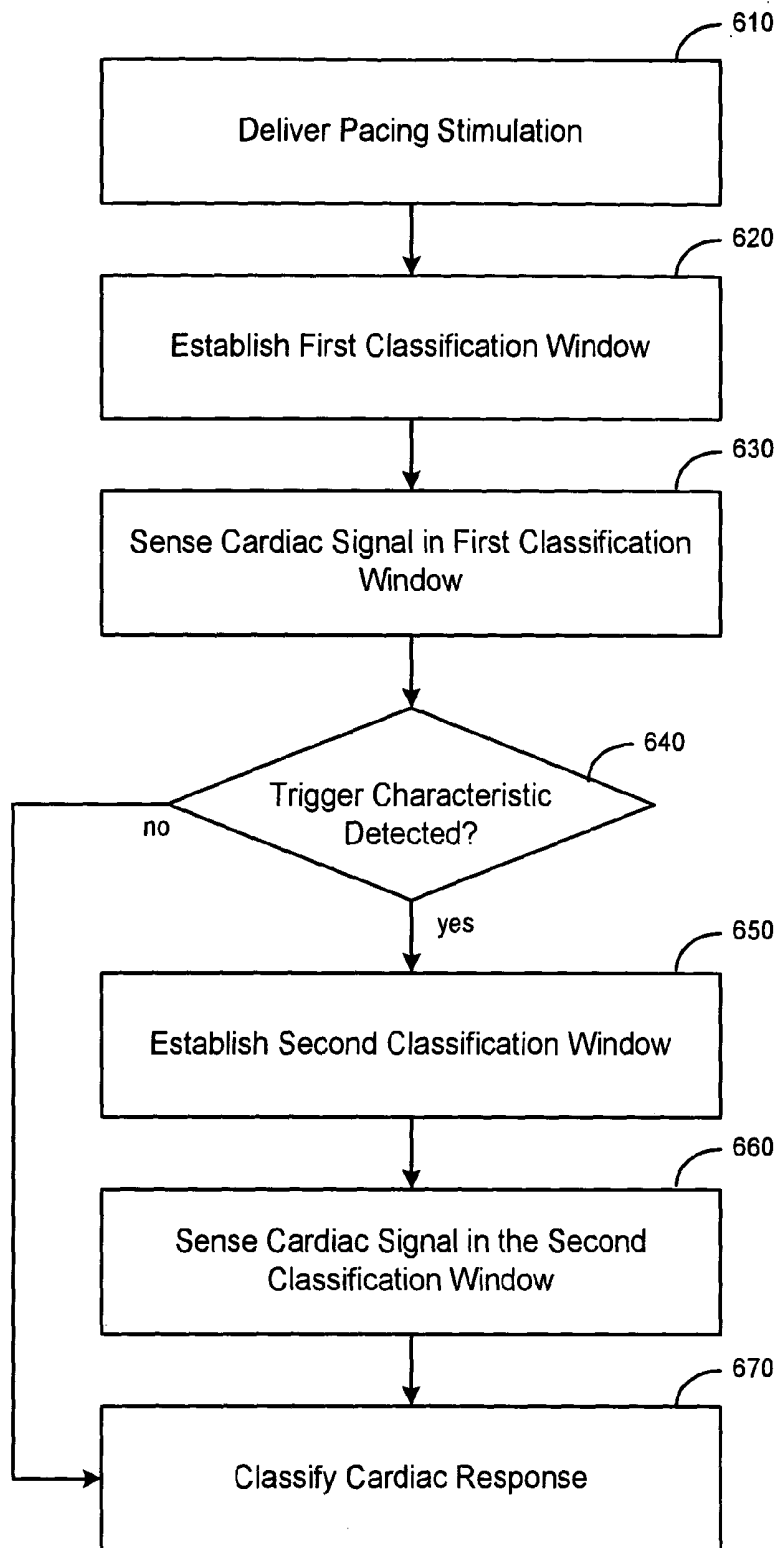 610
Deliver Pacing Stimulation
620
Establish First Classification Window
630
Sense Cardiac Signal in First Classification
Window
640
Trigger Characteristic
Detected?
no
yes
650
Establish Second Classification Window
660
Sense Cardiac Signal in the Second
Classification Window
670
Classify Cardiac Response